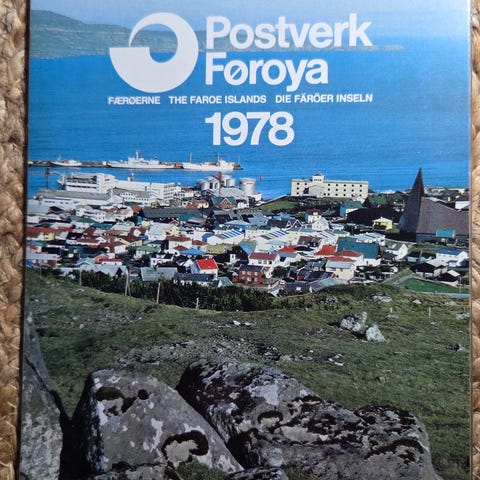 Postverk
Føroya
FÆRØERNE THE FAROE ISLANDS DIE FÄRÖER INSELN
1978